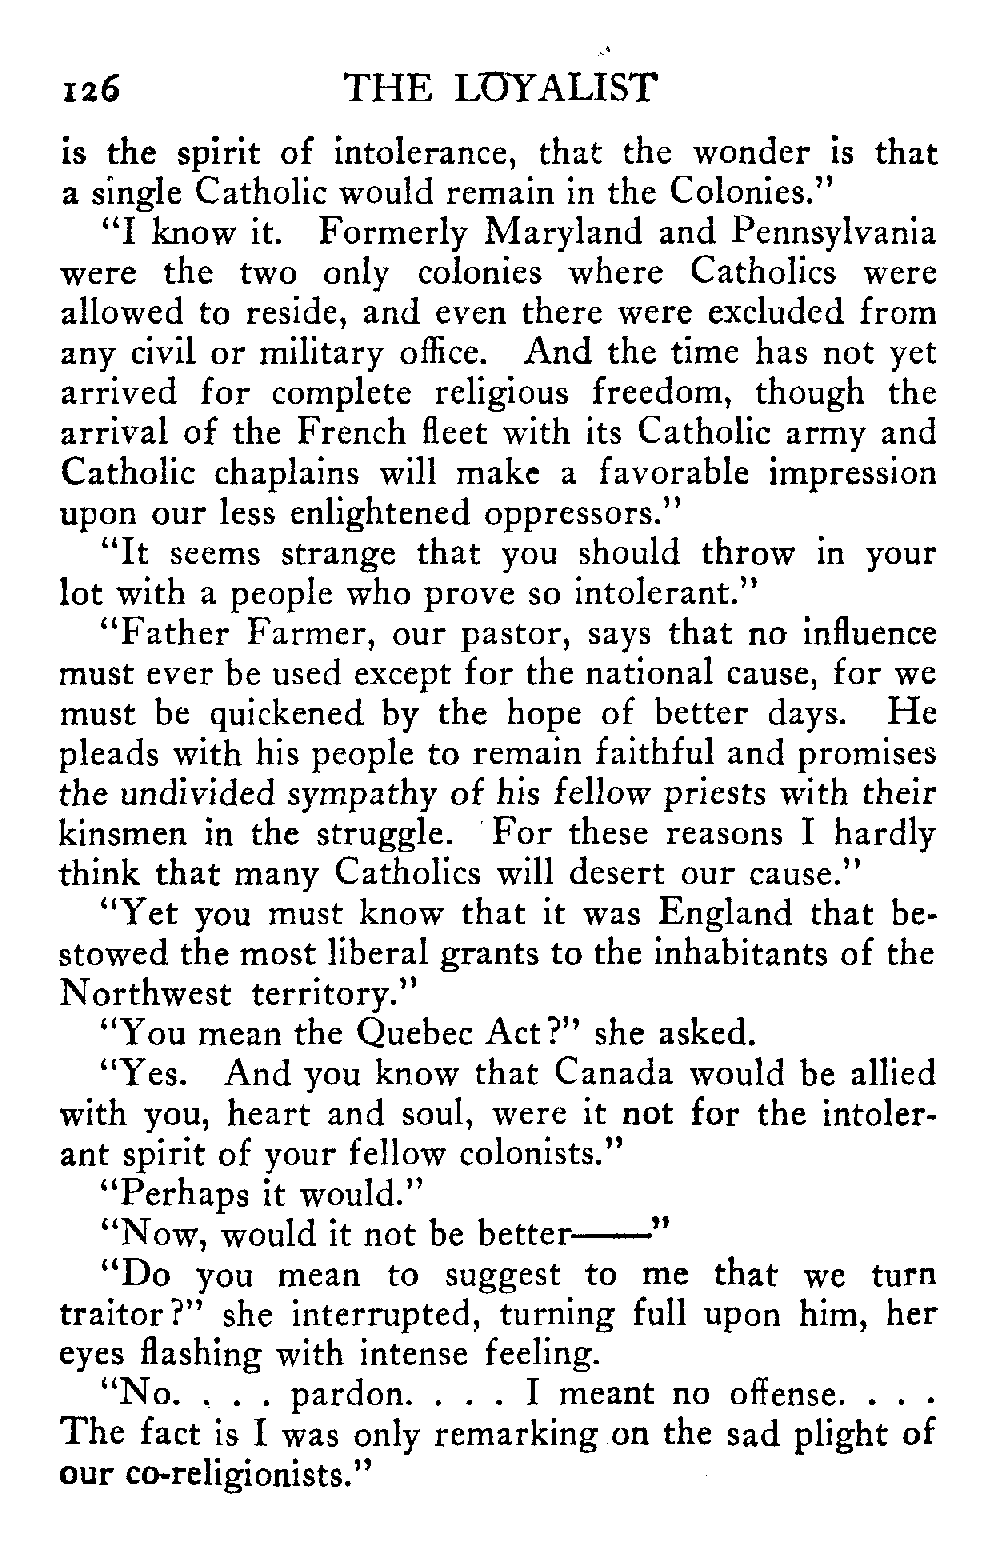 126 THE LOYALIST
is the spirit of intolerance, that the wonder is that
a single Catholic would remain in the Colonies."
"I know it. Formerly Maryland and Pennsylvania
were the two only colonies where Catholics were
allowed to reside, and even there were excluded from
any civil or military office. And the time has not yet
arrived for complete religious freedom, though the
arrival of the French fleet with its Catholic army and
Catholic chaplains will make a favorable impression
upon our less enlightened oppressors."
"It seems strange that you should throw in your
lot with a people who prove so intolerant."
"Father Farmer, our pastor, says that no influence
must ever be used except for the national cause, for we
must be quickened by the hope of better days. He
pleads with his people to remain faithful and promises
the undivided sympathy of his fellow priests with their
kinsmen in the struggle. For these reasons I hardly
think that many Catholics will desert our cause."
"Yet you must know that it was England that be-
stowed the most liberal grants to the inhabitants of the
Northwest territory."
"You mean the Quebec Act?" she asked.
"Yes. And you know that Canada would be allied
with you, heart and soul, were it not for the intoler-
ant spirit of your fellow colonists."
"Perhaps it would."
"Now, would it not be better——"
"Do you mean to suggest to me that we turn
traitor?" she interrupted, turning full upon him, her
eyes flashing with intense feeling.
"No. . . . pardon. . . . I meant no offense. . . .
The fact is I was only remarking on the sad plight of
our co-religionists."